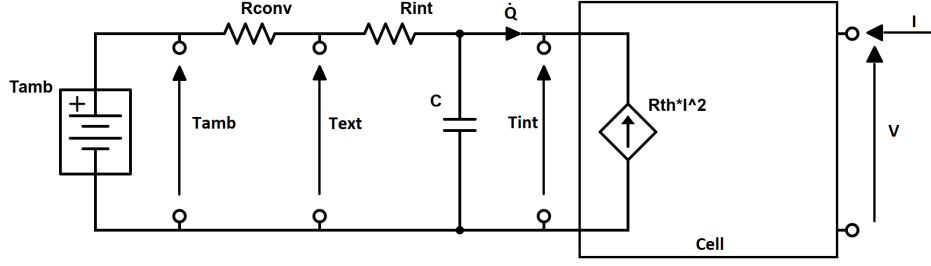 Rconv
Rint
Q̇
I
Tamb
+
C
Rth*I^2
Tamb
Text
Tint
V
Cell